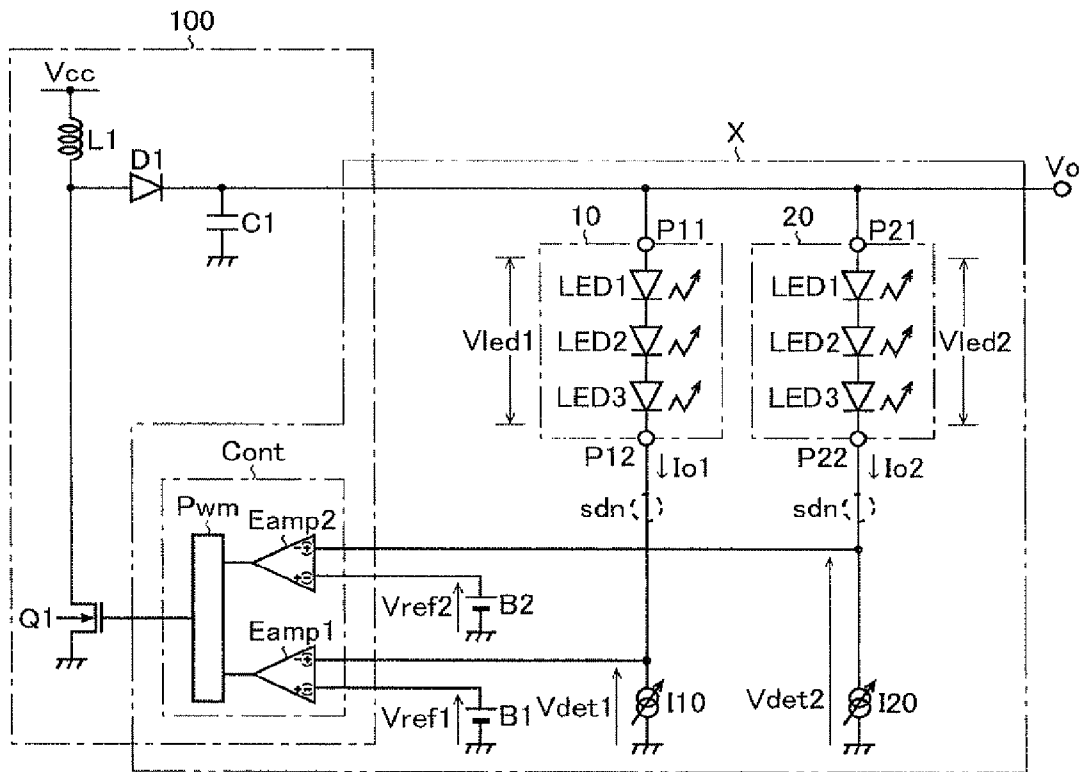 100
Vcc
L1
D1
C1
X
Vo
10
P11
20
P21
LED1
LED1
Vled1
LED2
LED2
Vled2
LED3
LED3
P12
↓Io1
P22
↓Io2
sdn
sdn
Cont
Pwm
Eamp2
- +
+ -
Vref2
B2
Q1
Eamp1
- +
+ -
Vref1
B1
Vdet1
I10
Vdet2
I20